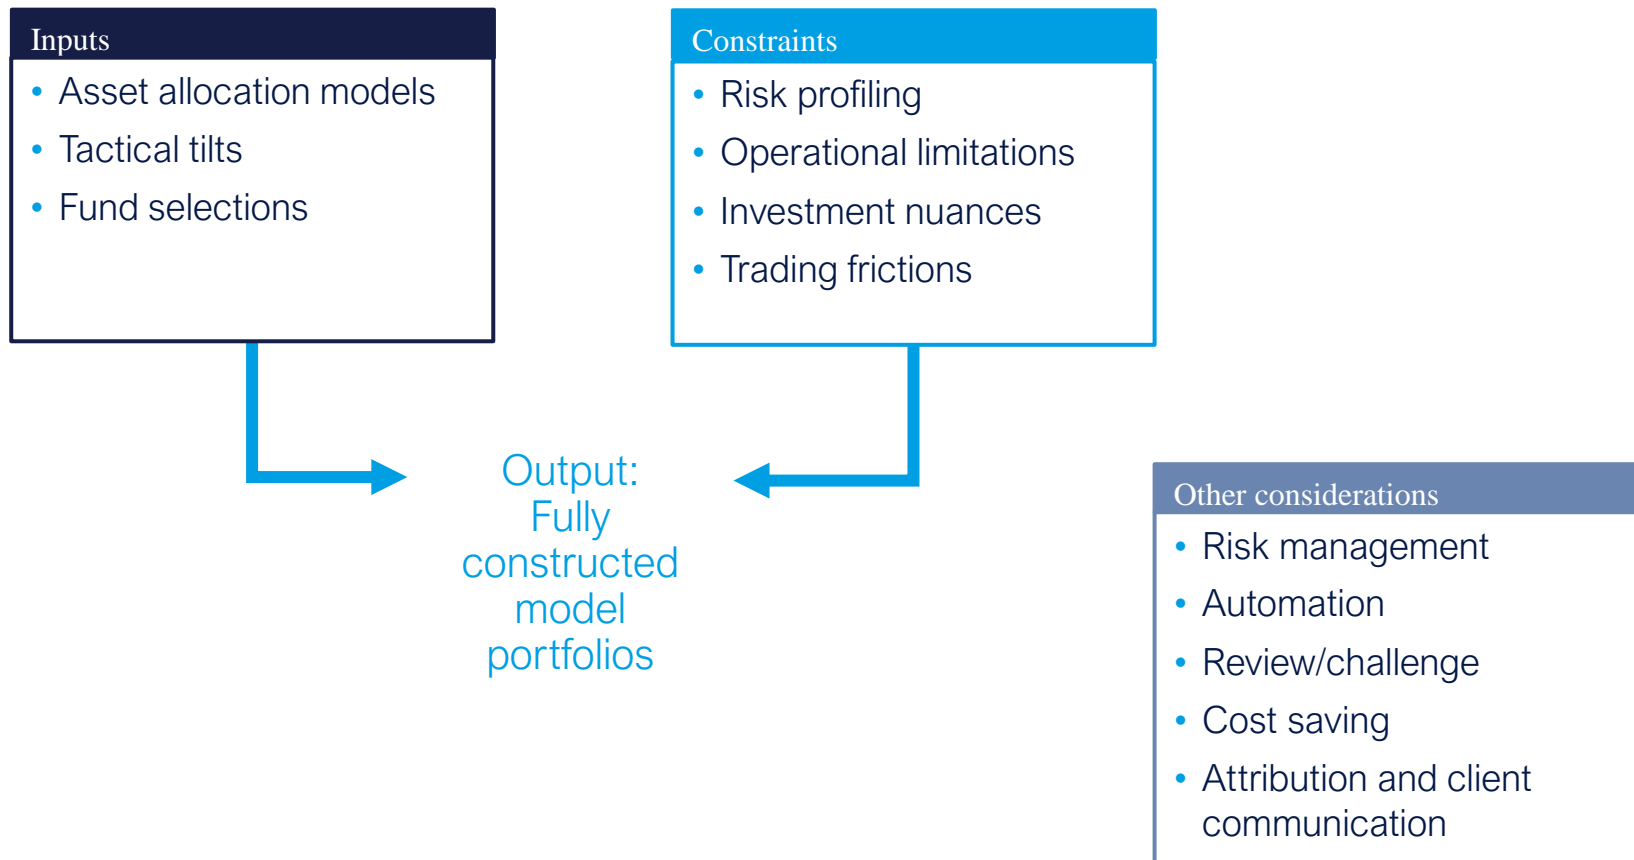 Inputs
• Asset allocation models
• Tactical tilts
• Fund selections
Constraints
• Risk profiling
• Operational limitations
• Investment nuances
• Trading frictions
Output:
Fully
constructed
model
portfolios
Other considerations
• Risk management
• Automation
• Review/challenge
• Cost saving
• Attribution and client
communication